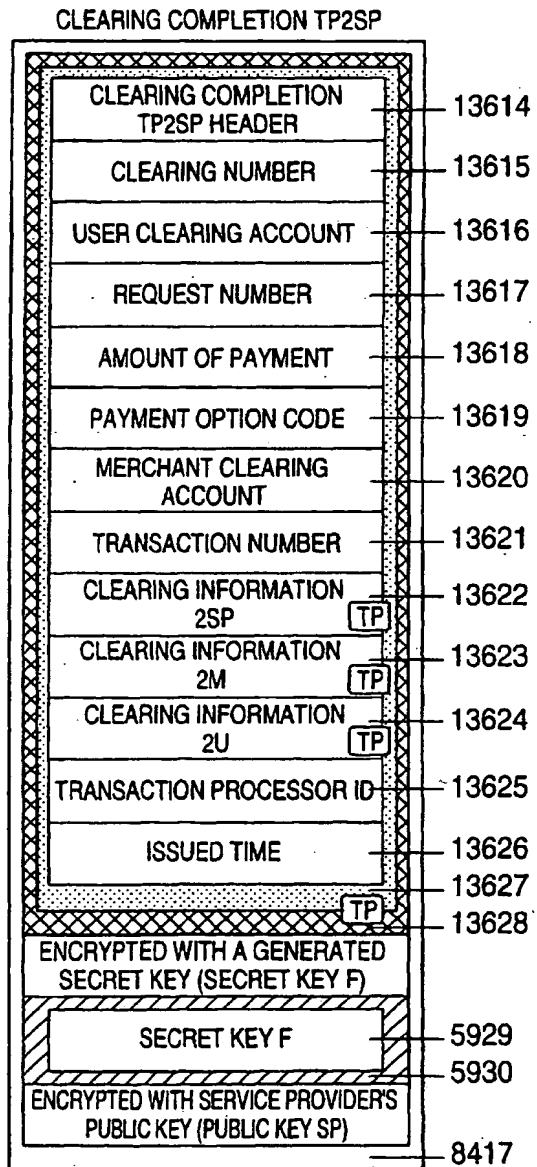 CLEARING COMPLETION TP2SP
CLEARING COMPLETION
TP2SP HEADER
13614
CLEARING NUMBER
13615
USER CLEARING ACCOUNT
13616
REQUEST NUMBER
13617
AMOUNT OF PAYMENT
13618
PAYMENT OPTION CODE
13619
MERCHANT CLEARING
ACCOUNT
13620
TRANSACTION NUMBER
13621
CLEARING INFORMATION
2SP
TP
13622
CLEARING INFORMATION
2M
TP
13623
CLEARING INFORMATION
2U
TP
13624
TRANSACTION PROCESSOR ID
13625
ISSUED TIME
13626
13627
TP
13628
ENCRYPTED WITH A GENERATED
SECRET KEY (SECRET KEY F)
SECRET KEY F
5929
5930
ENCRYPTED WITH SERVICE PROVIDER'S
PUBLIC KEY (PUBLIC KEY SP)
8417